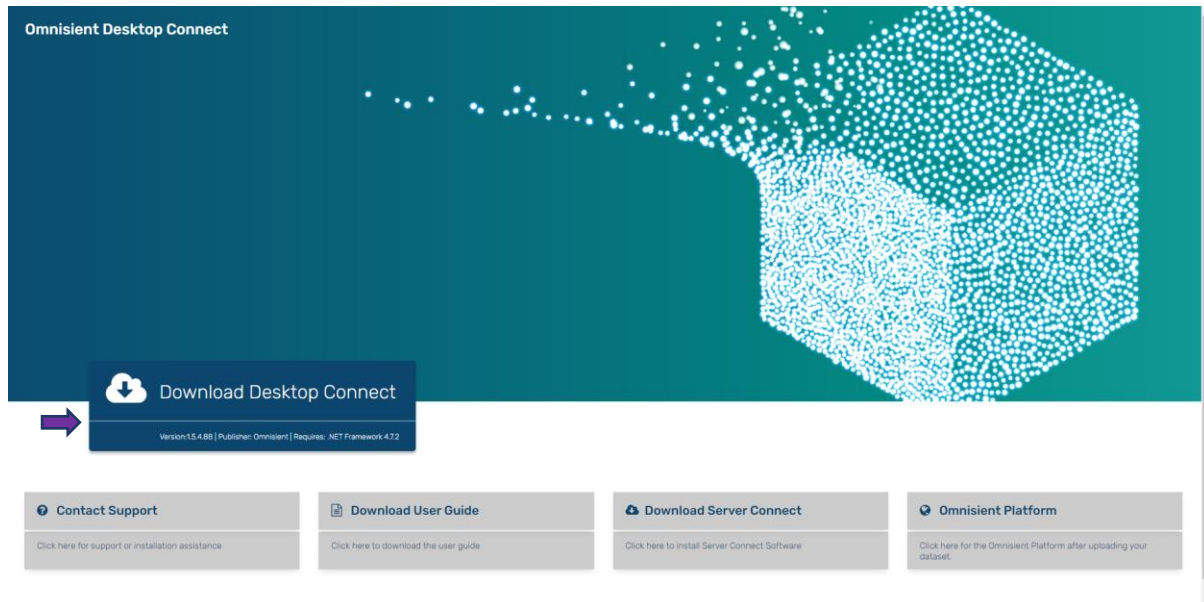 Omnisient Desktop Connect
Download Desktop Connect
Version:1.5.4.88 | Publisher: Omnisient | Requires: .NET Framework 4.7.2
Contact Support
Click here for support or installation assistance
Download User Guide
Click here to download the user guide
Download Server Connect
Click here to install Server Connect Software
Omnisient Platform
Click here for the Omnisient Platform after uploading your
dataset.